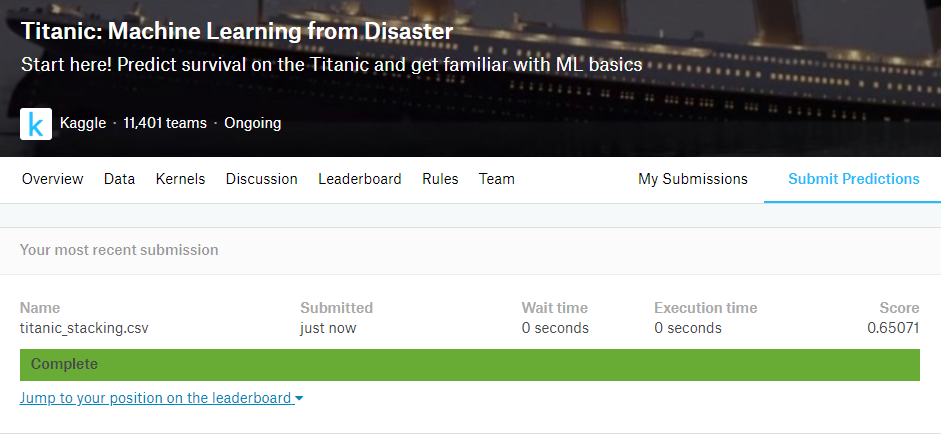 Titanic: Machine Learning from Disaster
Start here! Predict survival on the Titanic and get familiar with ML basics
k Kaggle · 11,401 teams · Ongoing
Overview Data Kernels Discussion Leaderboard Rules Team My Submissions Submit Predictions
Your most recent submission
Name Submitted Wait time Execution time Score
titanic_stacking.csv just now 0 seconds 0 seconds 0.65071
Complete
Jump to your position on the leaderboard